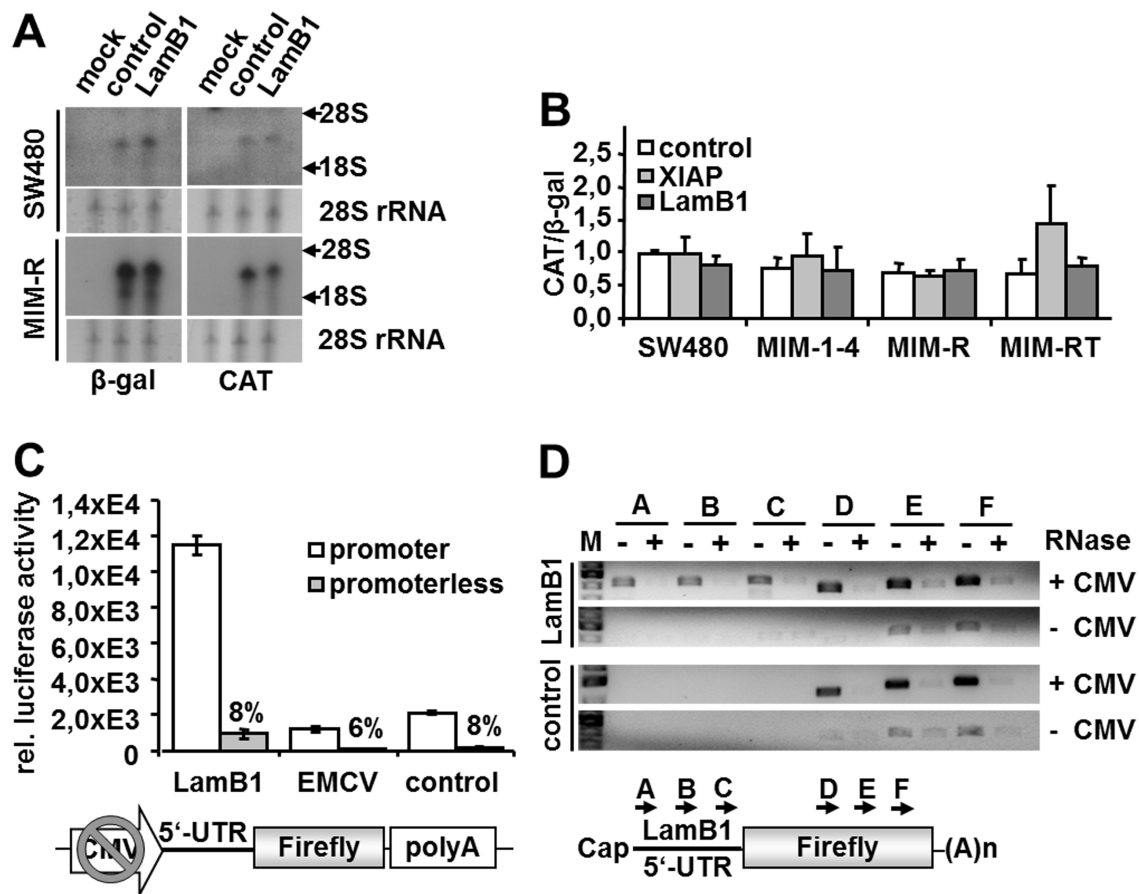 A
mock
control
LamB1
mock
control
LamB1
SW480
28S
18S
28S rRNA
MIM-R
28S
18S
28S rRNA
β-gal
CAT
B
CAT/β-gal
2,5
2,0
1,5
1,0
0,5
0,0
control
XIAP
LamB1
SW480 MIM-1-4 MIM-R MIM-RT
C
rel. luciferase activity
1,4xE4
1,2xE4
1,0xE4
8,0xE3
6,0xE3
4,0xE3
2,0xE3
0
promoter
promoterless
8%
6%
8%
LamB1 EMCV control
CMV 5‘-UTR Firefly polyA
D
A B C D E F
M - + - + - + - + - + - + RNase
LamB1
+ CMV
- CMV
control
+ CMV
- CMV
A B C D E F
Cap LamB1 5‘-UTR Firefly -(A)n